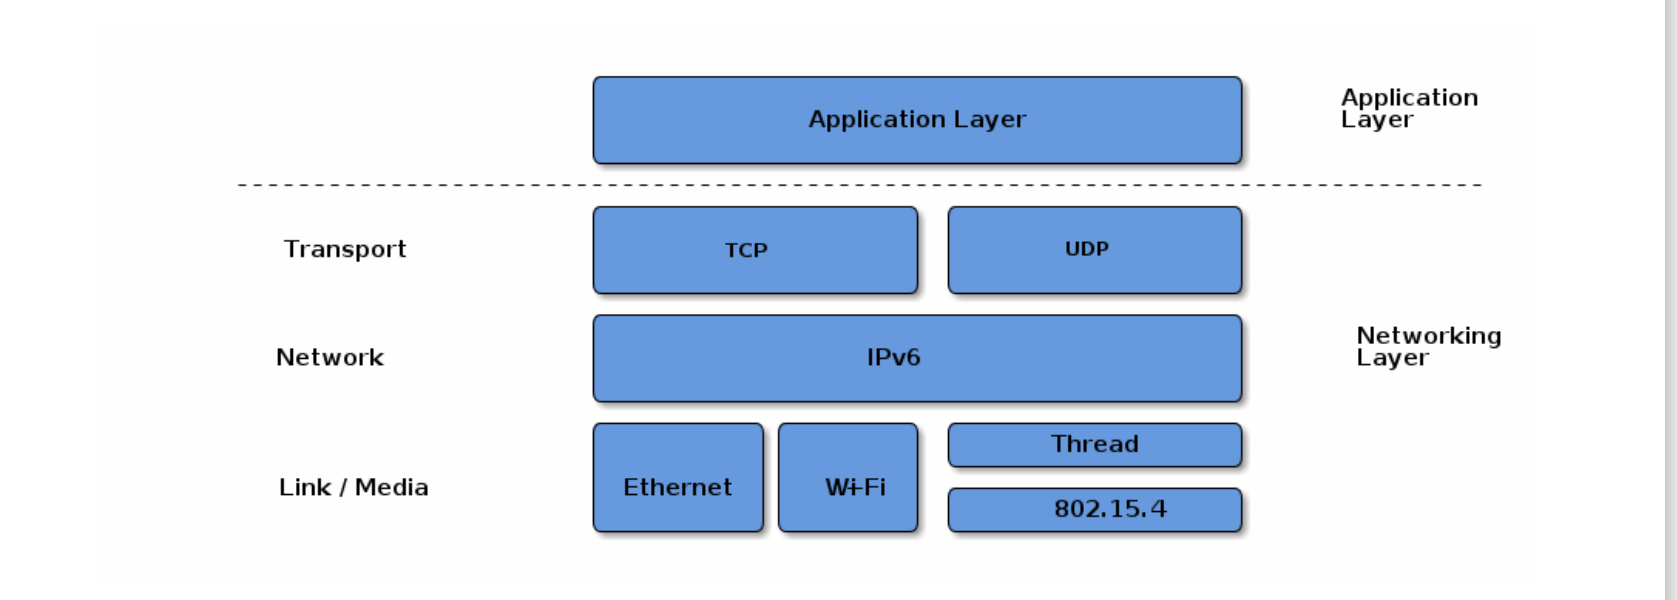 Application Layer
Application
Layer
Transport
TCP
UDP
Network
IPv6
Networking
Layer
Link / Media
Ethernet
Wi-Fi
Thread
802.15.4